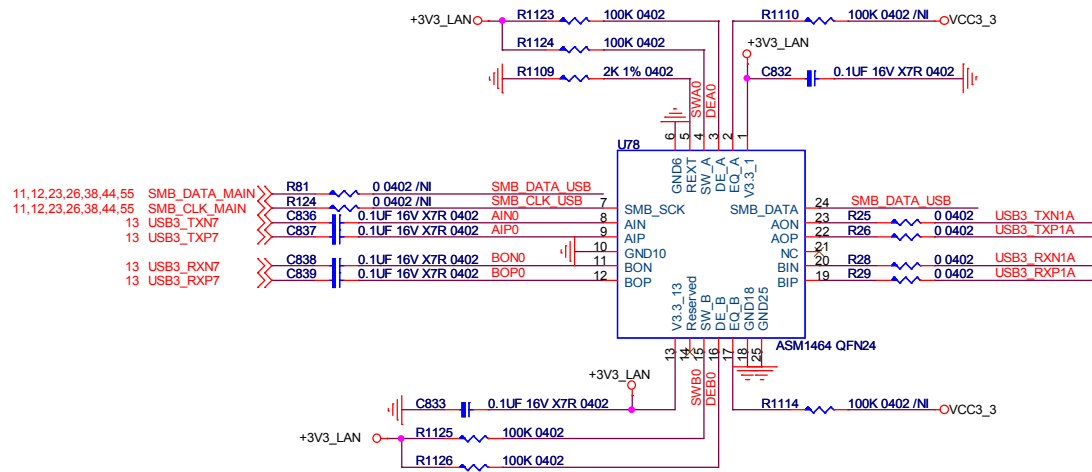 R1123 100K 0402 R1110 100K 0402 /NI
+3V3_LAN VCC3_3
R1124 100K 0402 +3V3_LAN
R1109 2K 1% 0402 C832 0.1UF 16V X7R 0402
SWA0 DEA0
6 5 4 3 2 1
U78
GND6 REXT SW_A DE_A EQ_A V3.3_1
11,12,23,26,38,44,55 SMB_DATA_MAIN R81 0 0402 /NI SMB_DATA_USB
11,12,23,26,38,44,55 SMB_CLK_MAIN R124 0 0402 /NI SMB_CLK_USB 7 SMB_SCK SMB_DATA 24 SMB_DATA_USB
13 USB3_TXN7 C836 0.1UF 16V X7R 0402 AIN0 8 AIN AON 23 R25 0 0402 USB3_TXN1A
13 USB3_TXP7 C837 0.1UF 16V X7R 0402 AIP0 9 AIP AOP 22 R26 0 0402 USB3_TXP1A
10 GND10 NC 21
13 USB3_RXN7 C838 0.1UF 16V X7R 0402 BON0 11 BON BIN 20 R28 0 0402 USB3_RXN1A
13 USB3_RXP7 C839 0.1UF 16V X7R 0402 BOP0 12 BOP BIP 19 R29 0 0402 USB3_RXP1A
V3.3_13 Reserved SW_B DE_B EQ_B GND18 GND25
ASM1464 QFN24
13 14 15 16 17 18 25
SWB0 DEB0
+3V3_LAN
C833 0.1UF 16V X7R 0402 R1114 100K 0402 /NI VCC3_3
+3V3_LAN R1125 100K 0402
R1126 100K 0402